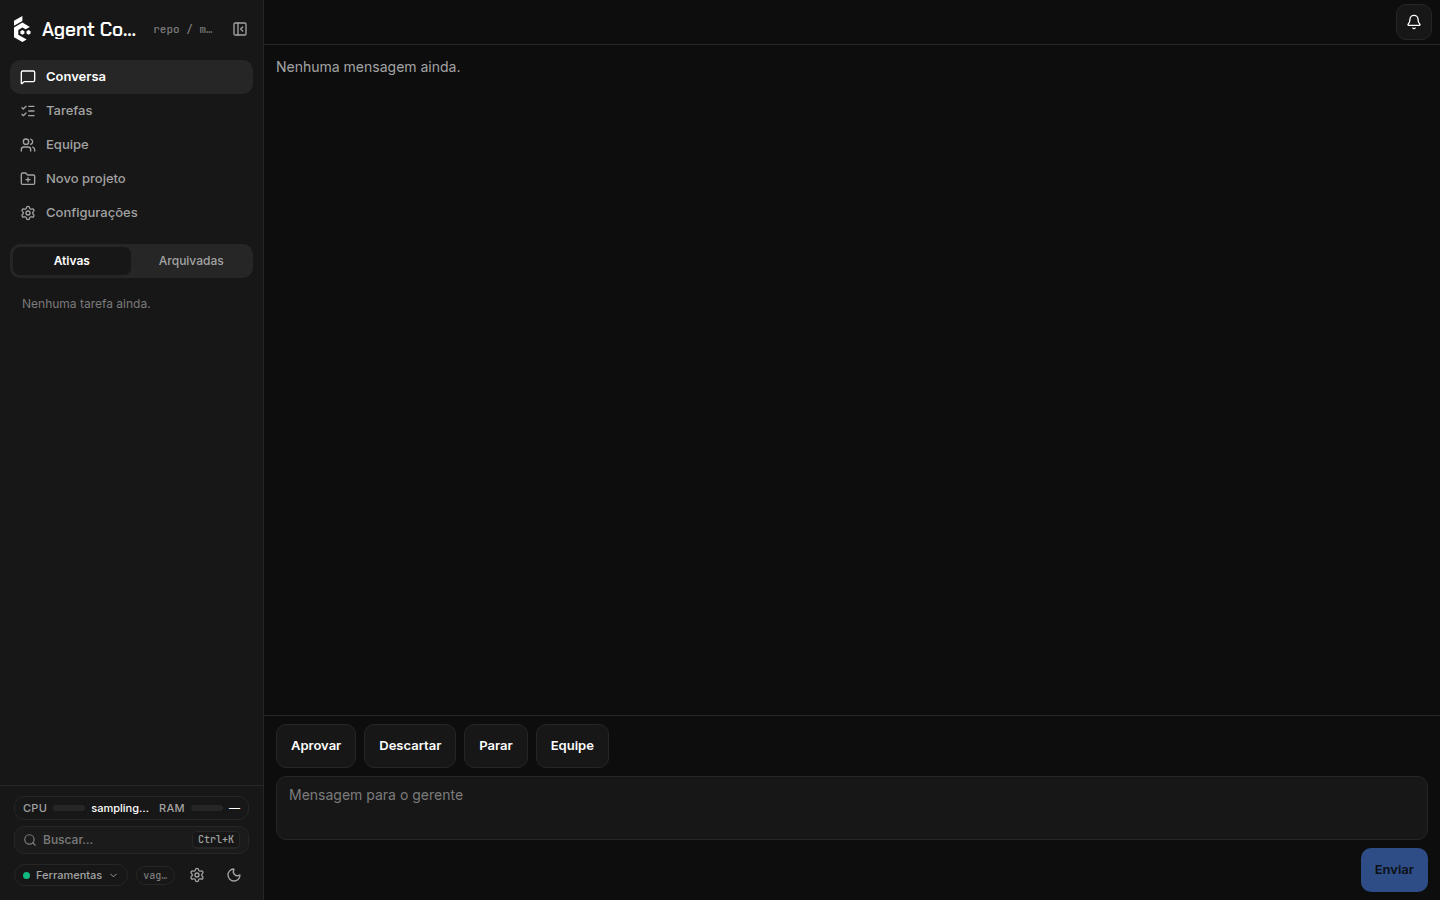 Agent Co...
repo / m...
Conversa
Tarefas
Equipe
Novo projeto
Configurações
Ativas
Arquivadas
Nenhuma tarefa ainda.
CPU sampling... RAM —
Buscar... Ctrl+K
Ferramentas
vag...
Nenhuma mensagem ainda.
Aprovar
Descartar
Parar
Equipe
Mensagem para o gerente
Enviar